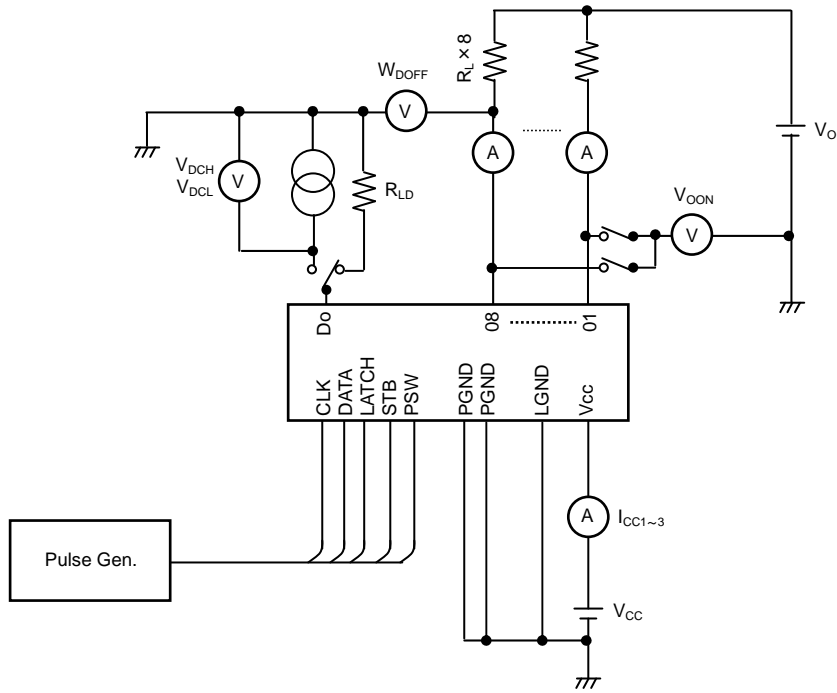 W_DOFF
R_L × 8
V
V_O
A
A
V_DCH
V_DCL
V
R_LD
V_OON
V
Do
08
01
CLK
DATA
LATCH
STB
PSW
PGND
PGND
LGND
Vcc
A
I_CC1~3
Pulse Gen.
V_CC